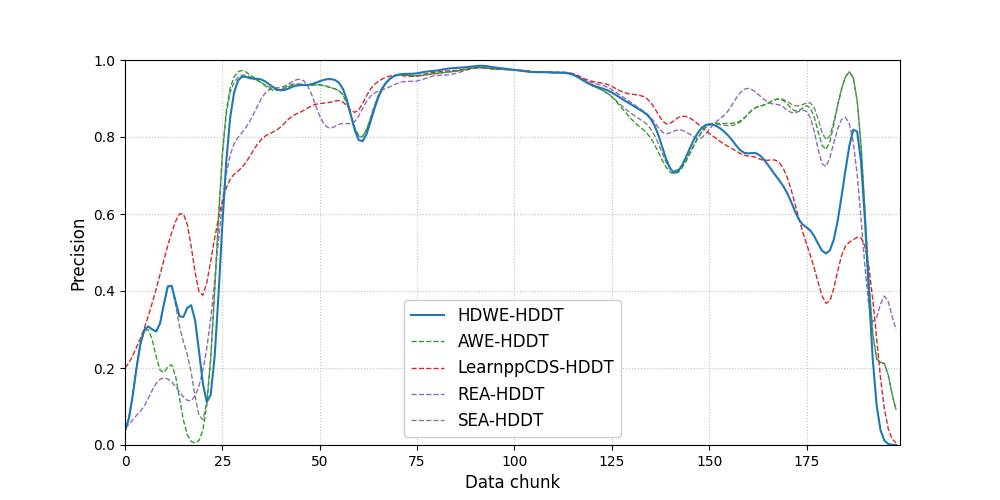 1.0
0.8
0.6
0.4
0.2
0.0
Precision
HDWE-HDDT
AWE-HDDT
LearnppCDS-HDDT
REA-HDDT
SEA-HDDT
0 25 50 75 100 125 150 175
Data chunk